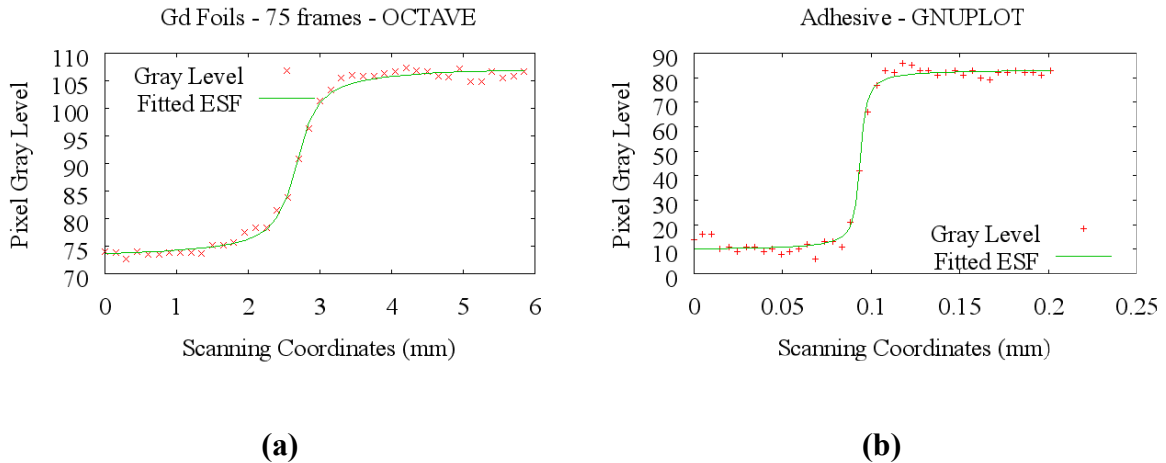 Gd Foils - 75 frames - OCTAVE
Pixel Gray Level
110
105
100
95
90
85
80
75
70
Gray Level
Fitted ESF
0 1 2 3 4 5 6
Scanning Coordinates (mm)
(a)
Adhesive - GNUPLOT
Pixel Gray Level
90
80
70
60
50
40
30
20
10
0
Gray Level
Fitted ESF
0 0.05 0.1 0.15 0.2 0.25
Scanning Coordinates (mm)
(b)